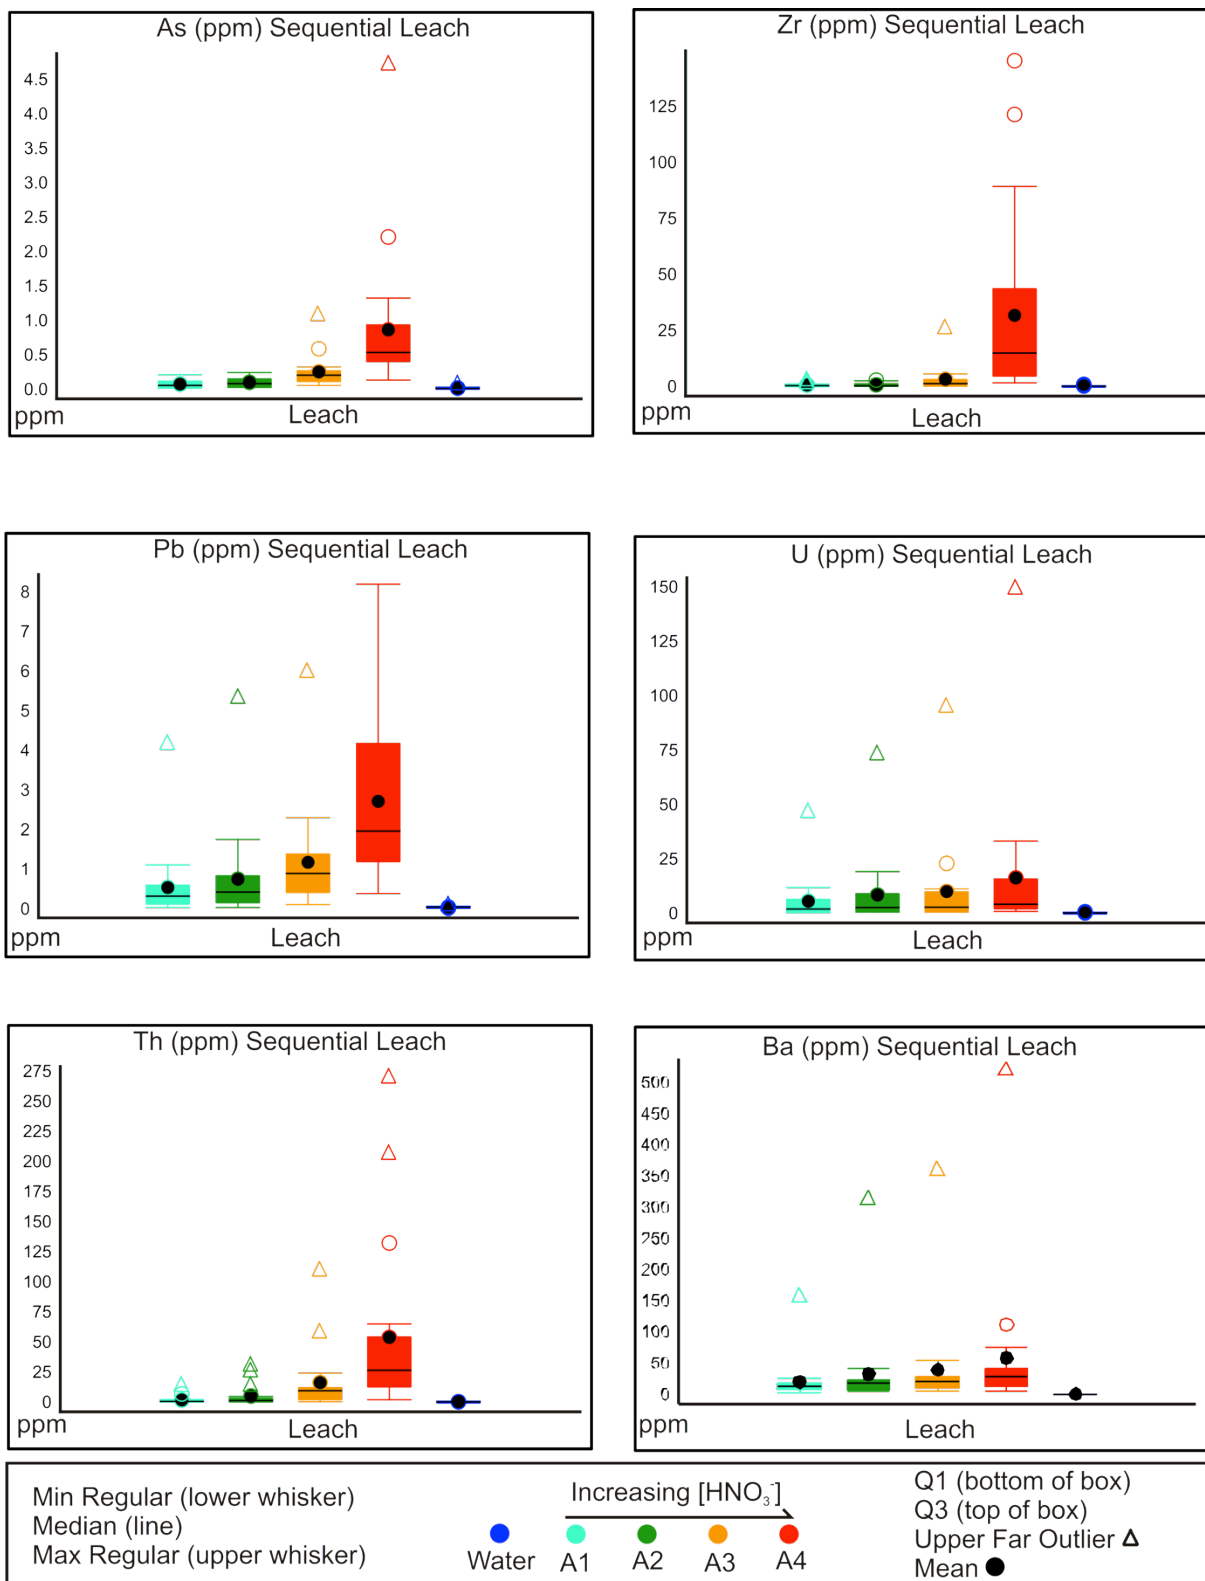 As (ppm) Sequential Leach
4.5
4.0
3.5
3.0
2.5
2.0
1.5
1.0
0.5
0.0
ppm
Leach
Zr (ppm) Sequential Leach
125
100
75
50
25
0
ppm
Leach
Pb (ppm) Sequential Leach
8
7
6
5
4
3
2
1
0
ppm
Leach
U (ppm) Sequential Leach
150
125
100
75
50
25
0
ppm
Leach
Th (ppm) Sequential Leach
275
250
225
200
175
150
125
100
75
50
25
0
ppm
Leach
Ba (ppm) Sequential Leach
500
450
400
350
300
250
200
150
100
50
0
ppm
Leach
Min Regular (lower whisker)
Median (line)
Max Regular (upper whisker)
Increasing [HNO₃⁻]
Water A1 A2 A3 A4
Q1 (bottom of box)
Q3 (top of box)
Upper Far Outlier
Mean